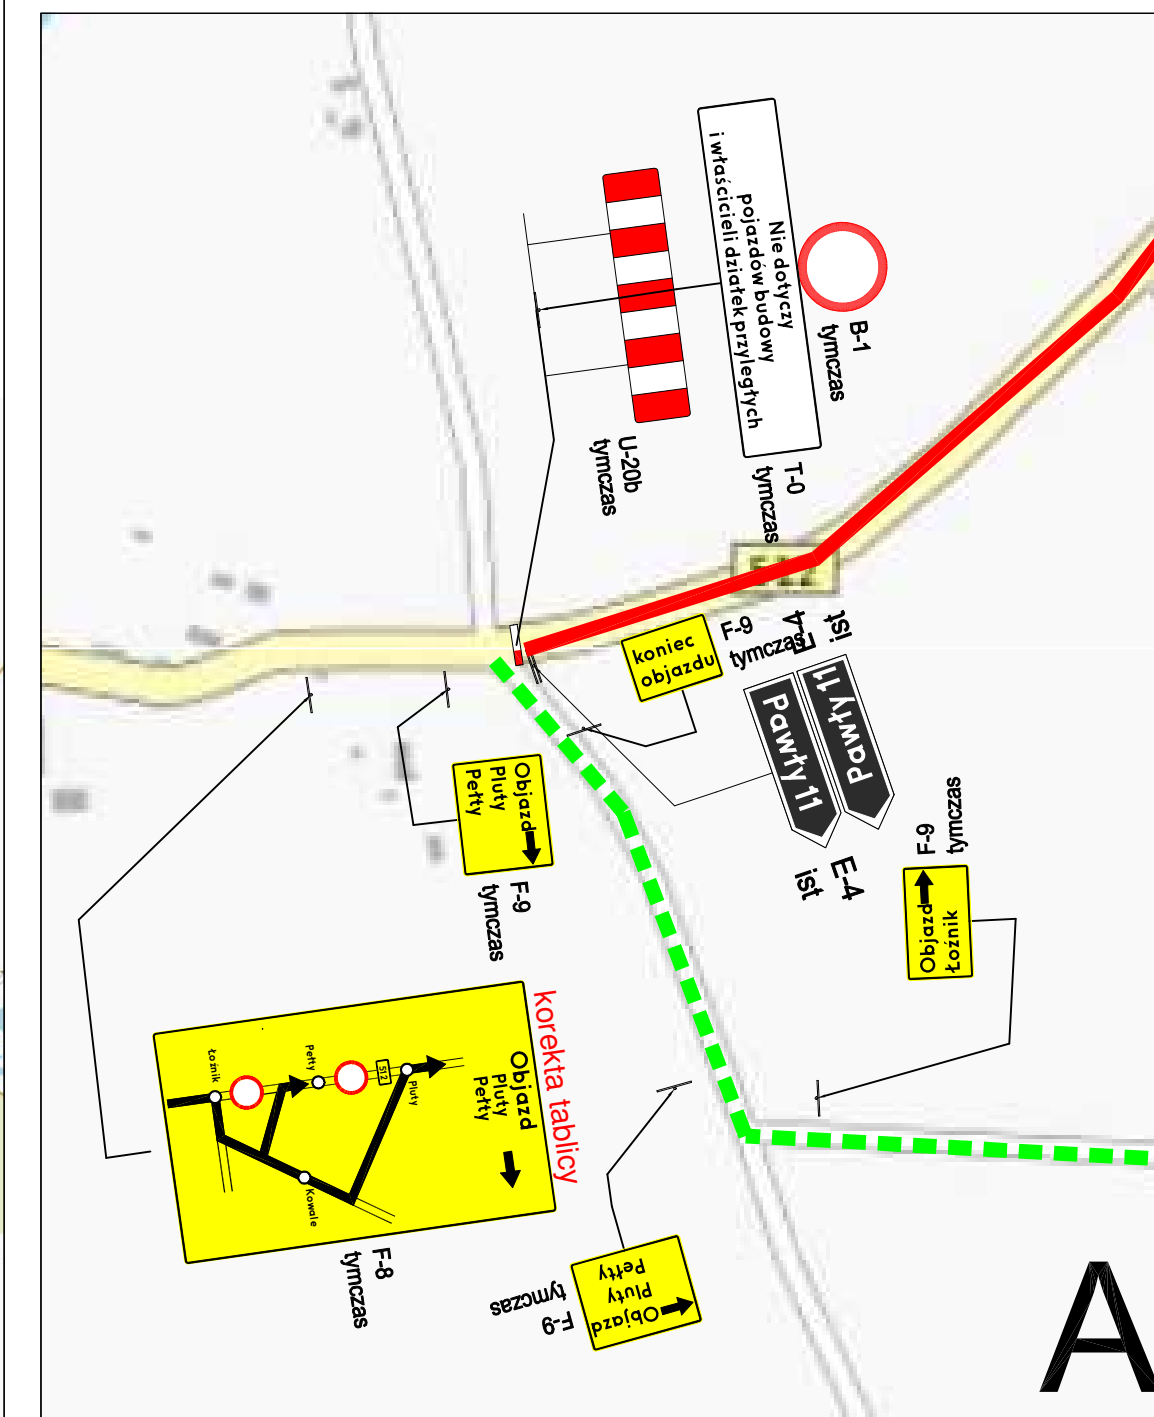 Nie dotyczy
pojazdów budowy
i właścicieli działek przyległych
B-1
tymczas
T-0
tymczas
U-20b
tymczas
koniec
objazdu
F-9
tymczas
E-4
ist
Pawły 11
Pawły 11
E-4
ist
F-9
tymczas
Objazd
Łoźnik
Objazd
Pluty
Pełty
F-9
tymczas
korekta tablicy
Objazd
Pluty
Pełty
Łoźnik
Pełty
512
Pluty
Kowale
F-8
tymczas
Objazd
Pluty
Pełty
F-9
tymczas
A